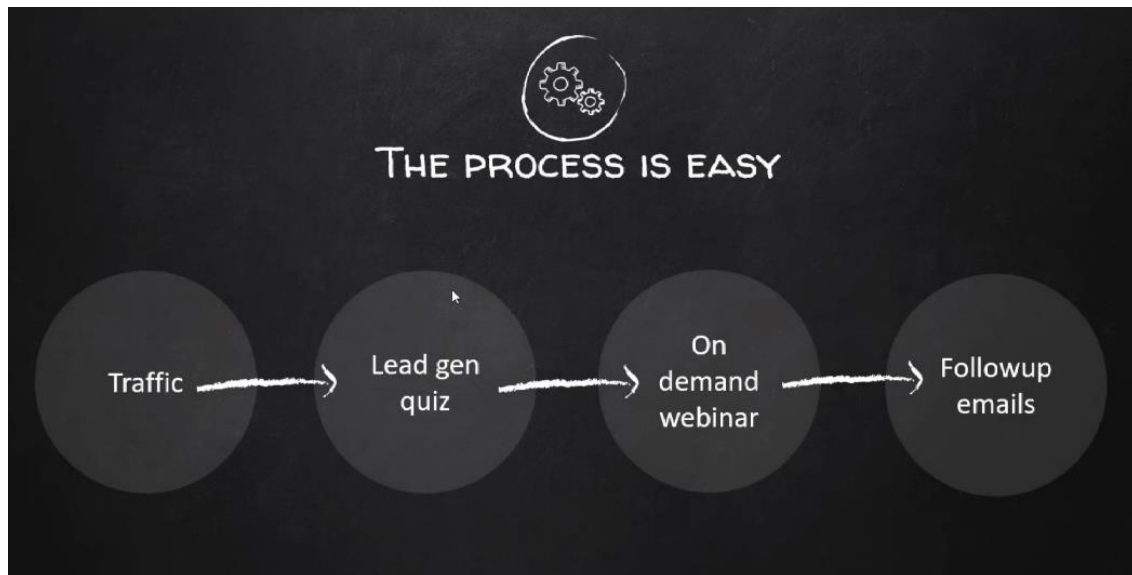 THE PROCESS IS EASY
Traffic
Lead gen
quiz
On
demand
webinar
Followup
emails